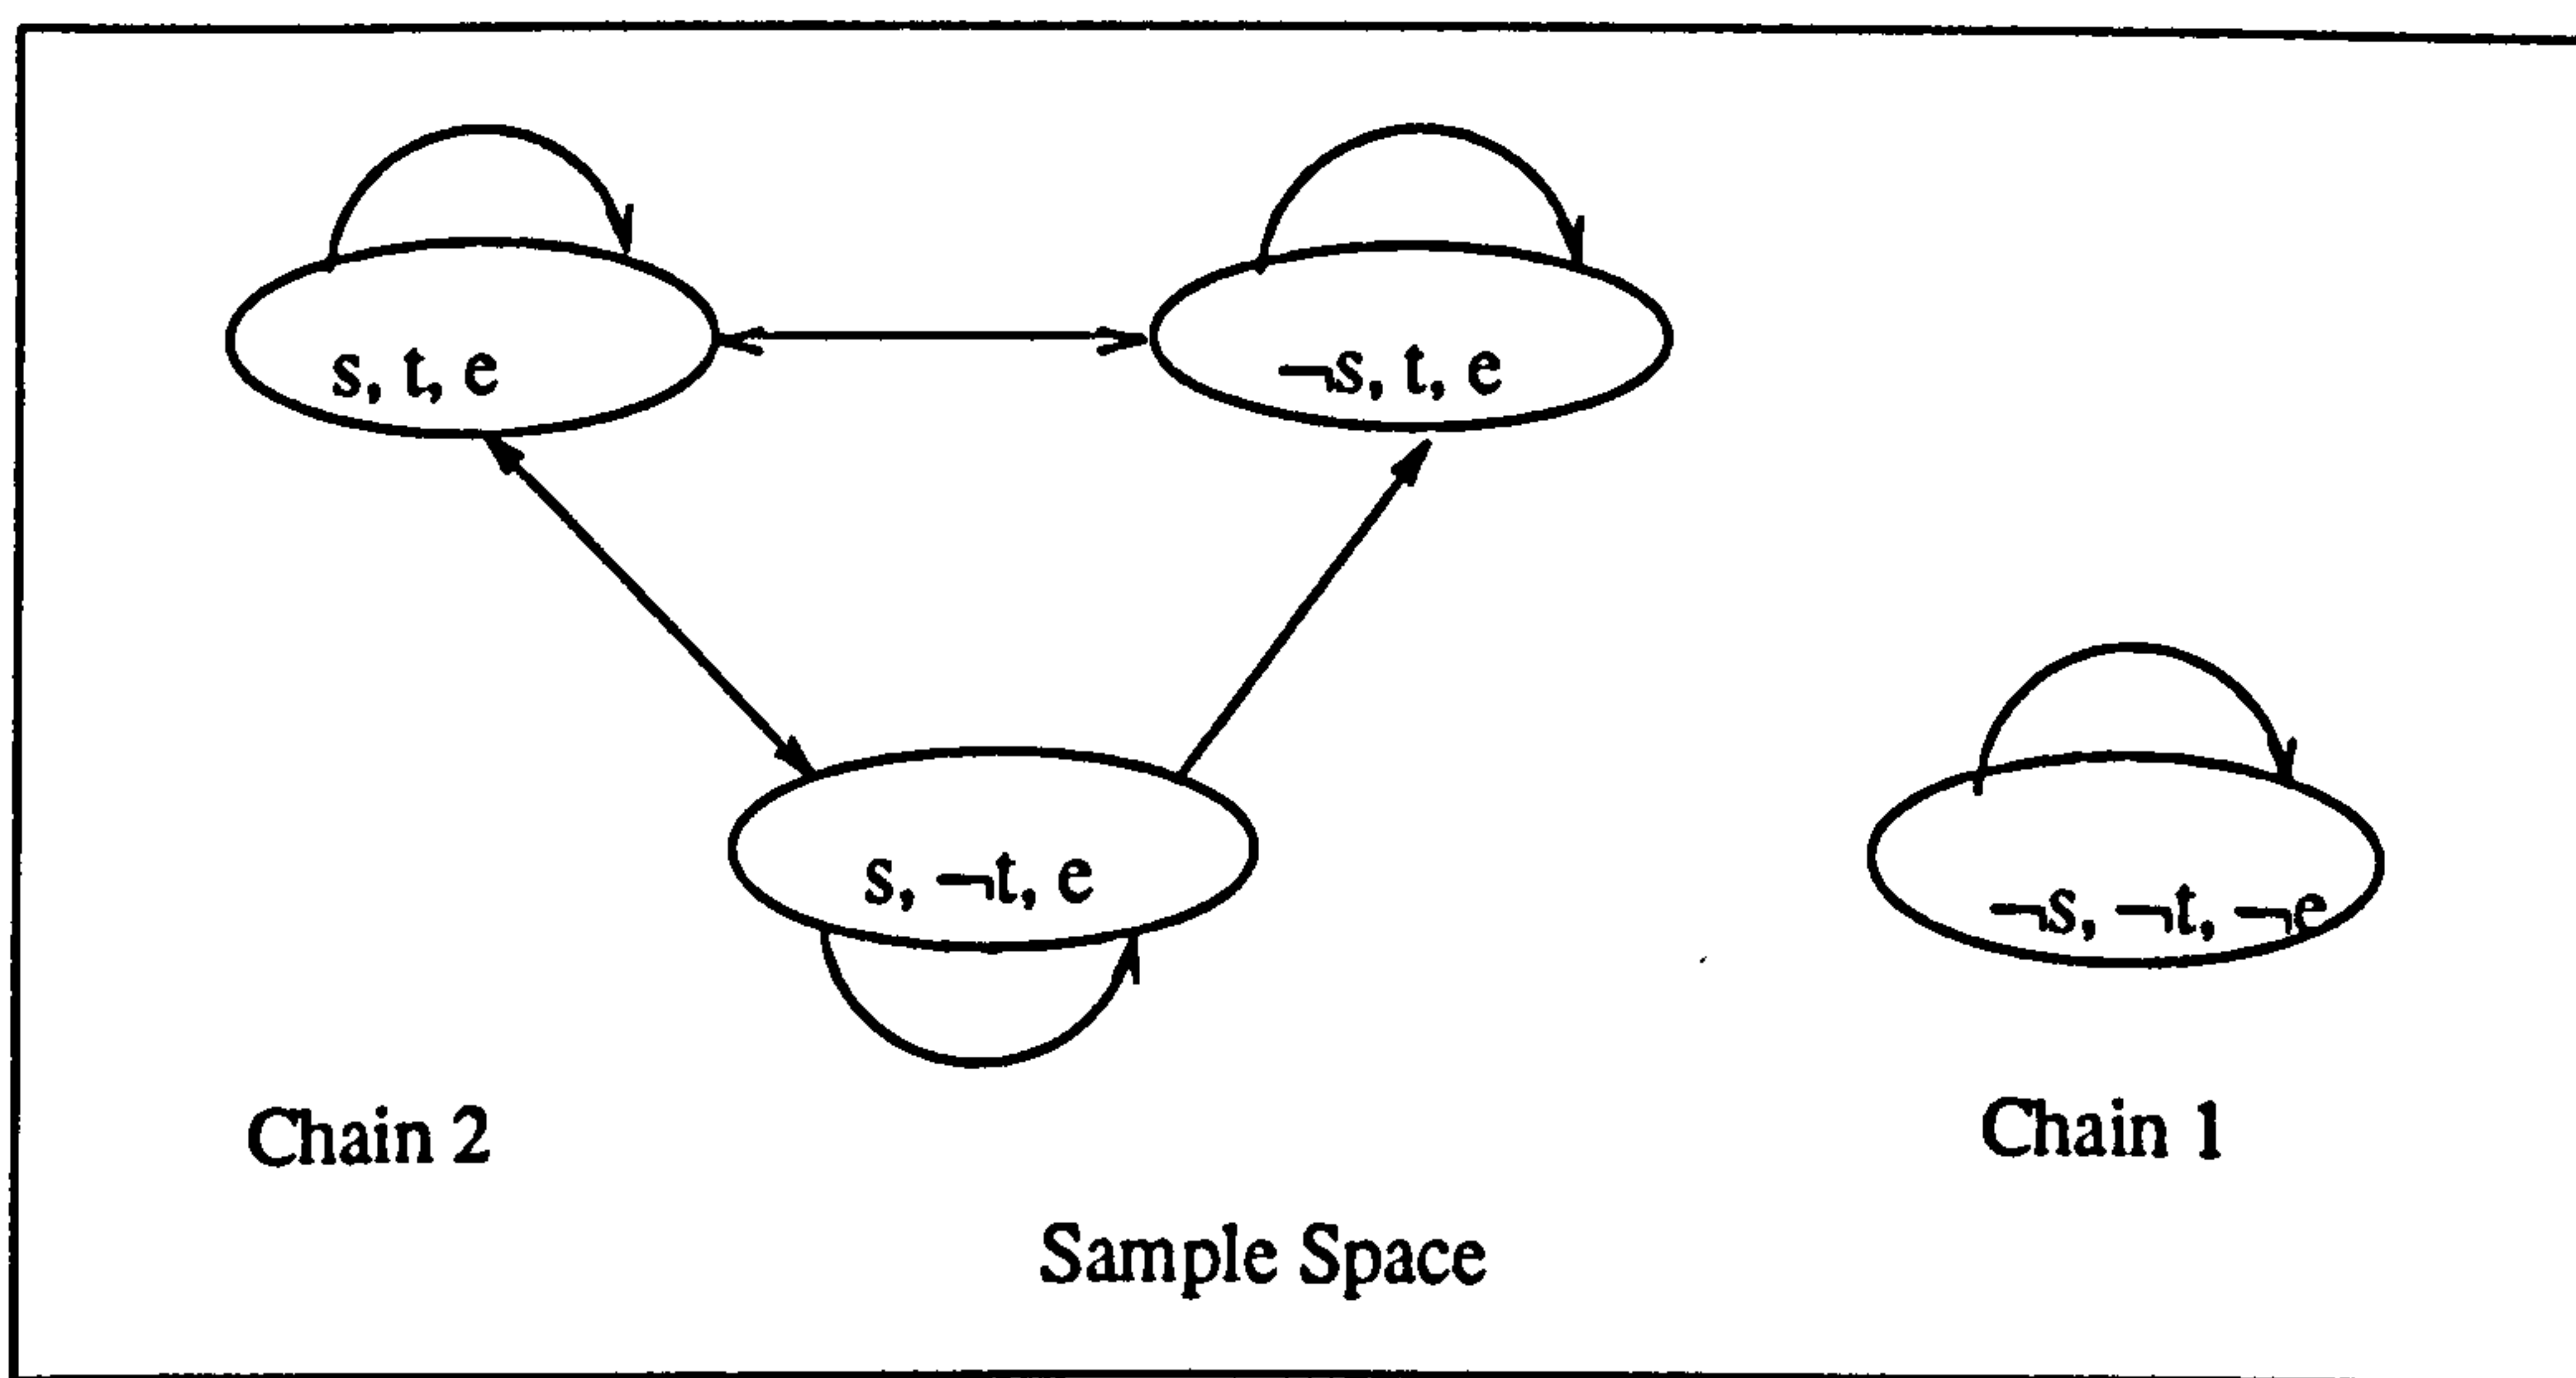 s, t, e
¬s, t, e
s, ¬t, e
¬s, ¬t, ¬e
Chain 2
Chain 1
Sample Space